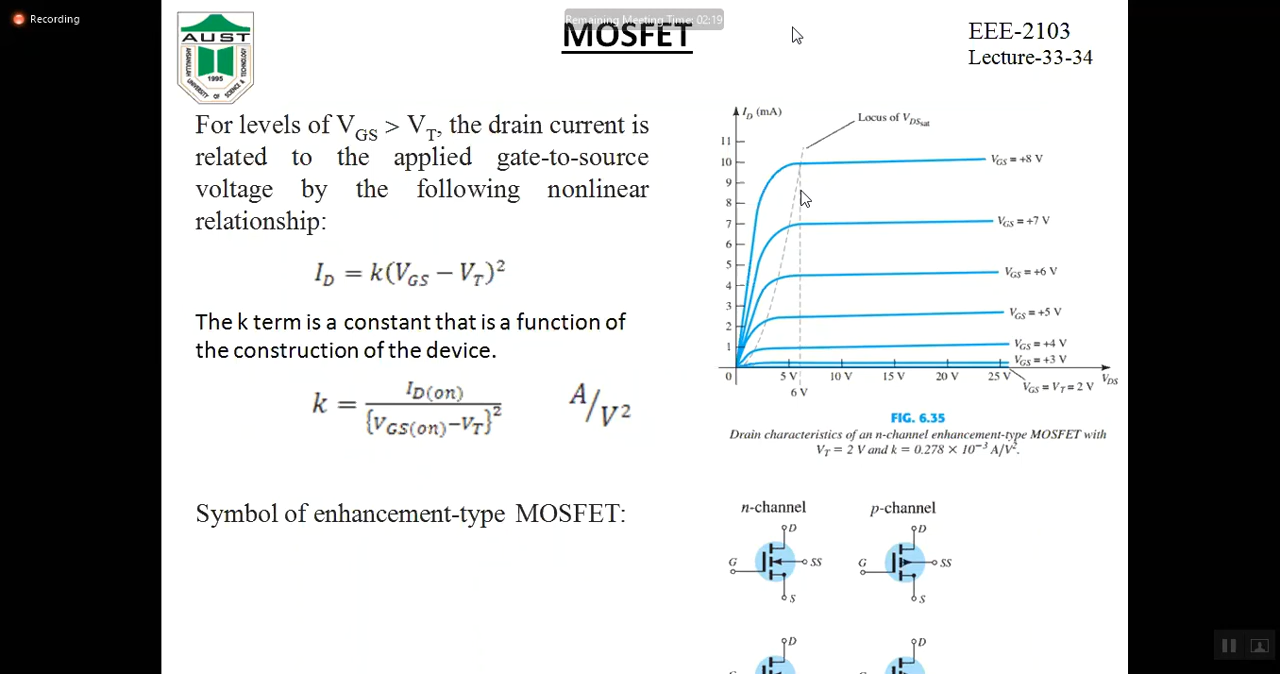 Recording
Remaining Meeting Time: 02:19
MOSFET
EEE-2103
Lecture-33-34
AUST
1995
AHSANULLAH UNIVERSITY OF SCIENCE & TECHNOLOGY
For levels of V_GS > V_T, the drain current is
related to the applied gate-to-source
voltage by the following nonlinear
relationship:
I_D = k(V_GS − V_T)²
The k term is a constant that is a function of
the construction of the device.
k = I_D(on) / {V_GS(on)−V_T}²
A/V²
Symbol of enhancement-type MOSFET:
I_D (mA)
Locus of V_DSsat
11
10
9
8
7
6
5
4
3
2
1
0
V_GS = +8 V
V_GS = +7 V
V_GS = +6 V
V_GS = +5 V
V_GS = +4 V
V_GS = +3 V
5 V
10 V
15 V
20 V
25 V
V_DS
6 V
V_GS = V_T = 2 V
FIG. 6.35
Drain characteristics of an n-channel enhancement-type MOSFET with
V_T = 2 V and k = 0.278 × 10⁻³ A/V².
n-channel
p-channel
D
D
G
SS
G
SS
S
S
D
D